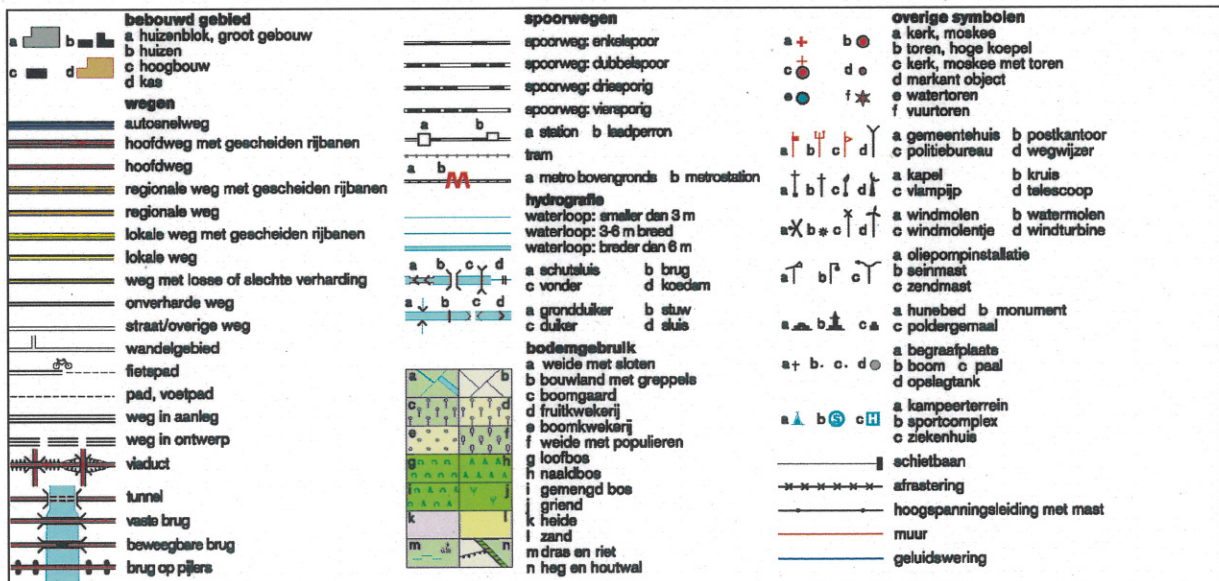 bebouwd gebied
a b
a huizenblok, groot gebouw
b huizen
c d
c hoogbouw
d kas
wegen
autosnelweg
hoofdweg met gescheiden rijbanen
hoofdweg
regionale weg met gescheiden rijbanen
regionale weg
lokale weg met gescheiden rijbanen
lokale weg
weg met losse of slechte verharding
onverharde weg
straat/overige weg
wandelgebied
fietspad
pad, voetpad
weg in aanleg
weg in ontwerp
viaduct
tunnel
vaste brug
beweegbare brug
brug op pijlers
spoorwegen
spoorweg: enkelspoor
spoorweg: dubbelspoor
spoorweg: driesporig
spoorweg: viersporig
a b
a station b laadperron
tram
a b
M
a metro bovengronds b metrostation
hydrografie
waterloop: smaller dan 3 m
waterloop: 3-6 m breed
waterloop: breder dan 6 m
a b c d
a schutsluis b brug
c vonder d koedam
a b c d
a grondduiker b stuw
c duiker d sluis
bodemgebruik
a b
a weide met sloten
b bouwland met greppels
c d
c boomgaard
d fruitkwekerij
e f
e boomkwekerij
f weide met populieren
g h
g loofbos
h naaldbos
i j
i gemengd bos
j griend
k l
k heide
l zand
m n
m dras en riet
n heg en houtwal
overige symbolen
a b
a kerk, moskee
b toren, hoge koepel
c d
c kerk, moskee met toren
d markant object
e f
e watertoren
f vuurtoren
a b c d
a gemeentehuis b postkantoor
c politiebureau d wegwijzer
a b c d
a kapel b kruis
c vlampijp d telescoop
a b c d
a windmolen b watermolen
c windmolentje d windturbine
a b c
a oliepompinstallatie
b seinmast
c zendmast
a b c
a hunebed b monument
c poldergemaal
a b. c. d
a begraafplaats
b boom c paal
d opslagtank
a b S c H
a kampeerterrein
b sportcomplex
c ziekenhuis
schietbaan
afrastering
hoogspanningsleiding met mast
muur
geluidswering